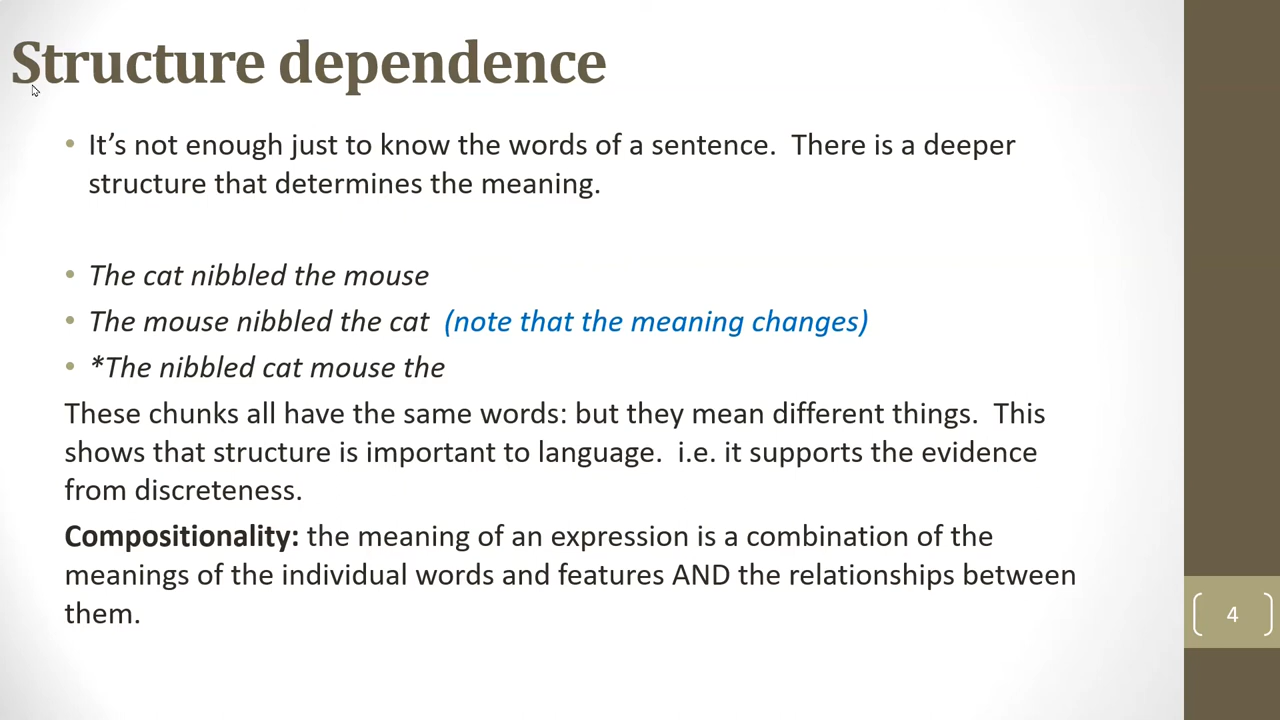 Structure dependence
• It’s not enough just to know the words of a sentence.  There is a deeper
structure that determines the meaning.
• The cat nibbled the mouse
• The mouse nibbled the cat  (note that the meaning changes)
• *The nibbled cat mouse the
These chunks all have the same words: but they mean different things.  This
shows that structure is important to language.  i.e. it supports the evidence
from discreteness.
Compositionality: the meaning of an expression is a combination of the
meanings of the individual words and features AND the relationships between
them.
4